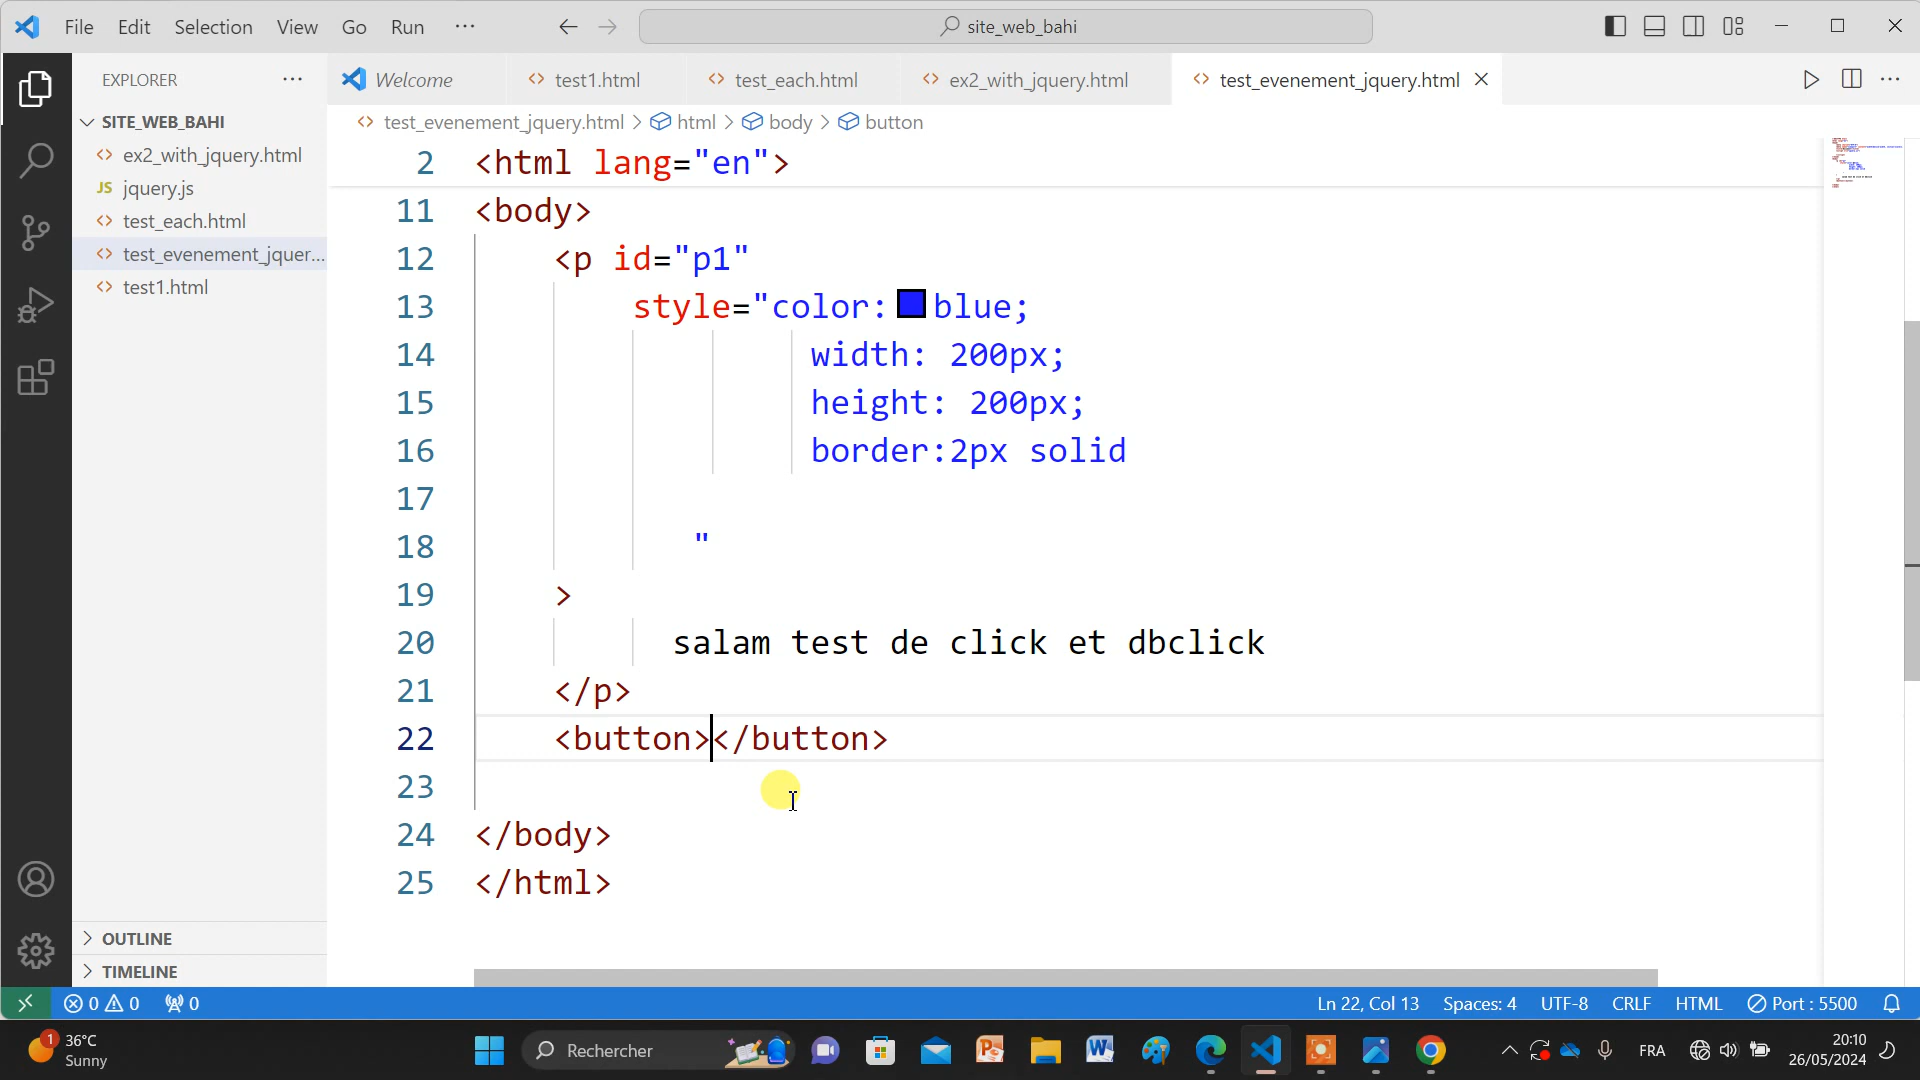 File Edit Selection View Go Run ··· site_web_bahi
EXPLORER ···
Welcome test1.html test_each.html ex2_with_jquery.html test_evenement_jquery.html
test_evenement_jquery.html > html > body > button
SITE_WEB_BAHI
ex2_with_jquery.html
JS jquery.js
test_each.html
test_evenement_jquer...
test1.html
OUTLINE
TIMELINE
2 <html lang="en">
11 <body>
12 <p id="p1"
13 style="color: blue;
14 width: 200px;
15 height: 200px;
16 border:2px solid
17
18 "
19 >
20 salam test de click et dbclick
21 </p>
22 <button></button>
23
24 </body>
25 </html>
0 0 0 Ln 22, Col 13 Spaces: 4 UTF-8 CRLF HTML Port : 5500
1 36°C
Sunny
Rechercher
FRA
20:10
26/05/2024